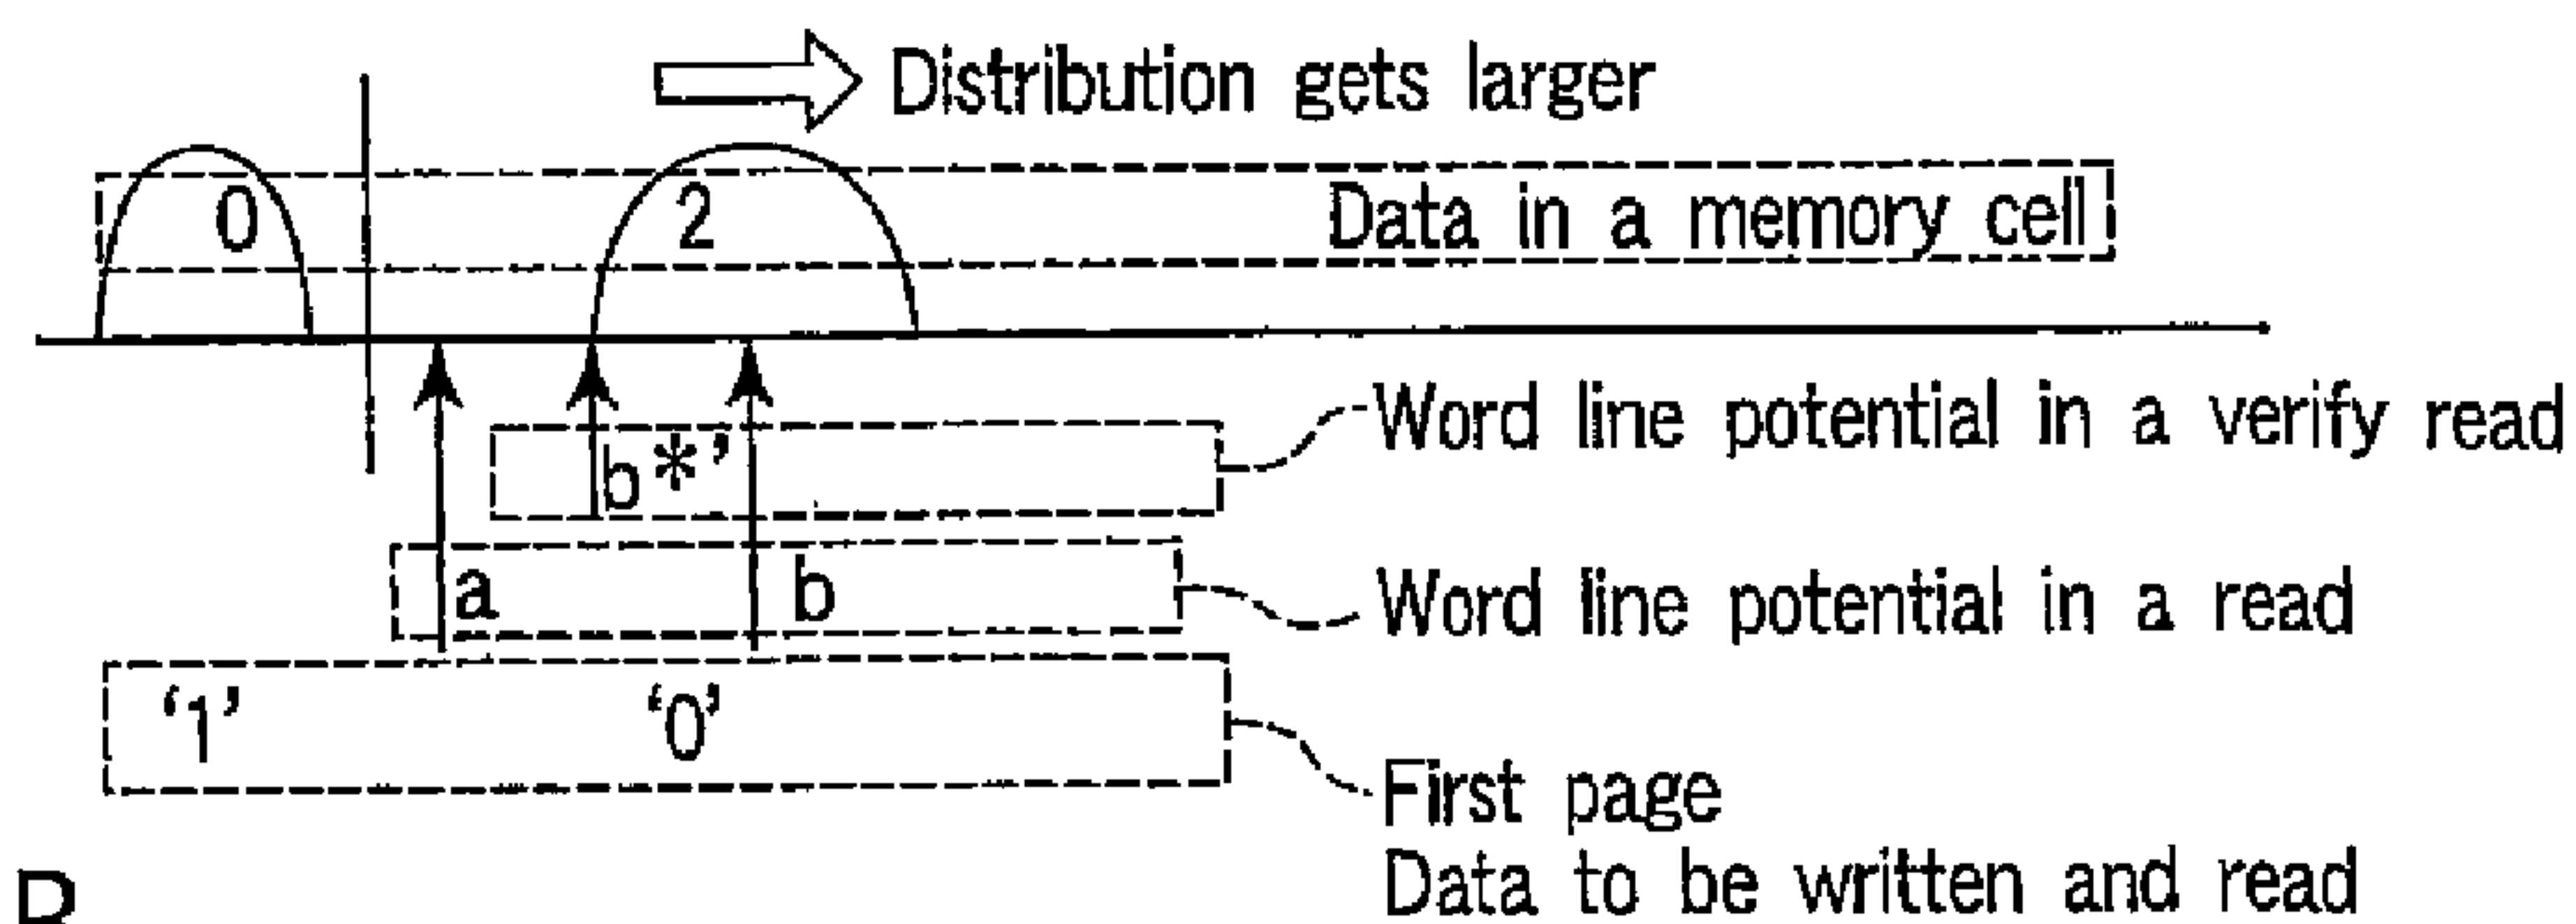 Distribution gets larger
0 2 Data in a memory cell
b*’ Word line potential in a verify read
a b Word line potential in a read
‘1’ ‘0’
First page
Data to be written and read